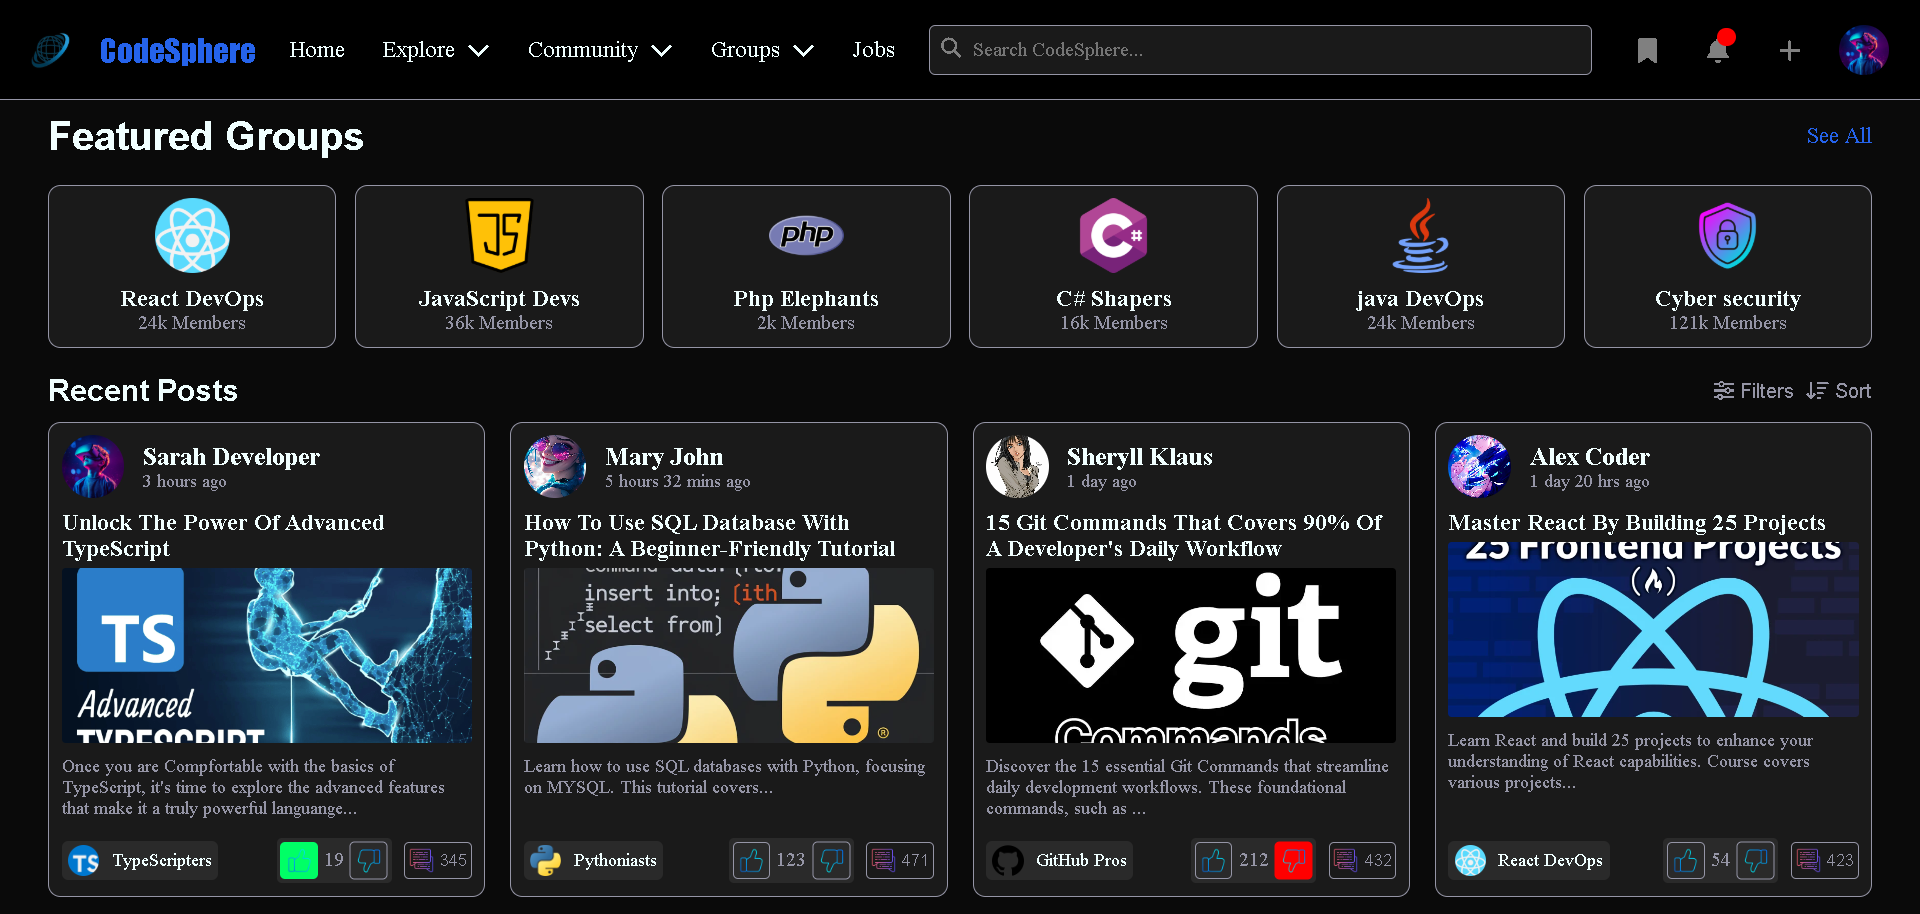 CodeSphere Home Explore Community Groups Jobs Search CodeSphere...
Featured Groups See All
JS php C#
React DevOps JavaScript Devs Php Elephants C# Shapers java DevOps Cyber security
24k Members 36k Members 2k Members 16k Members 24k Members 121k Members
Recent Posts Filters Sort
Sarah Developer
3 hours ago
Unlock The Power Of Advanced
TypeScript
TS
Advanced
TYPESCRIPT
Once you are Compfortable with the basics of
TypeScript, it's time to explore the advanced features
that make it a truly powerful languange...
TS TypeScripters 19 345
Mary John
5 hours 32 mins ago
How To Use SQL Database With
Python: A Beginner-Friendly Tutorial
insert into; (ith
select from)
®
Learn how to use SQL databases with Python, focusing
on MYSQL. This tutorial covers...
Pythoniasts 123 471
Sheryll Klaus
1 day ago
15 Git Commands That Covers 90% Of
A Developer's Daily Workflow
git
Commands
Discover the 15 essential Git Commands that streamline
daily development workflows. These foundational
commands, such as ...
GitHub Pros 212 432
Alex Coder
1 day 20 hrs ago
Master React By Building 25 Projects
25 Frontend Projects
Learn React and build 25 projects to enhance your
understanding of React capabilities. Course covers
various projects...
React DevOps 54 423